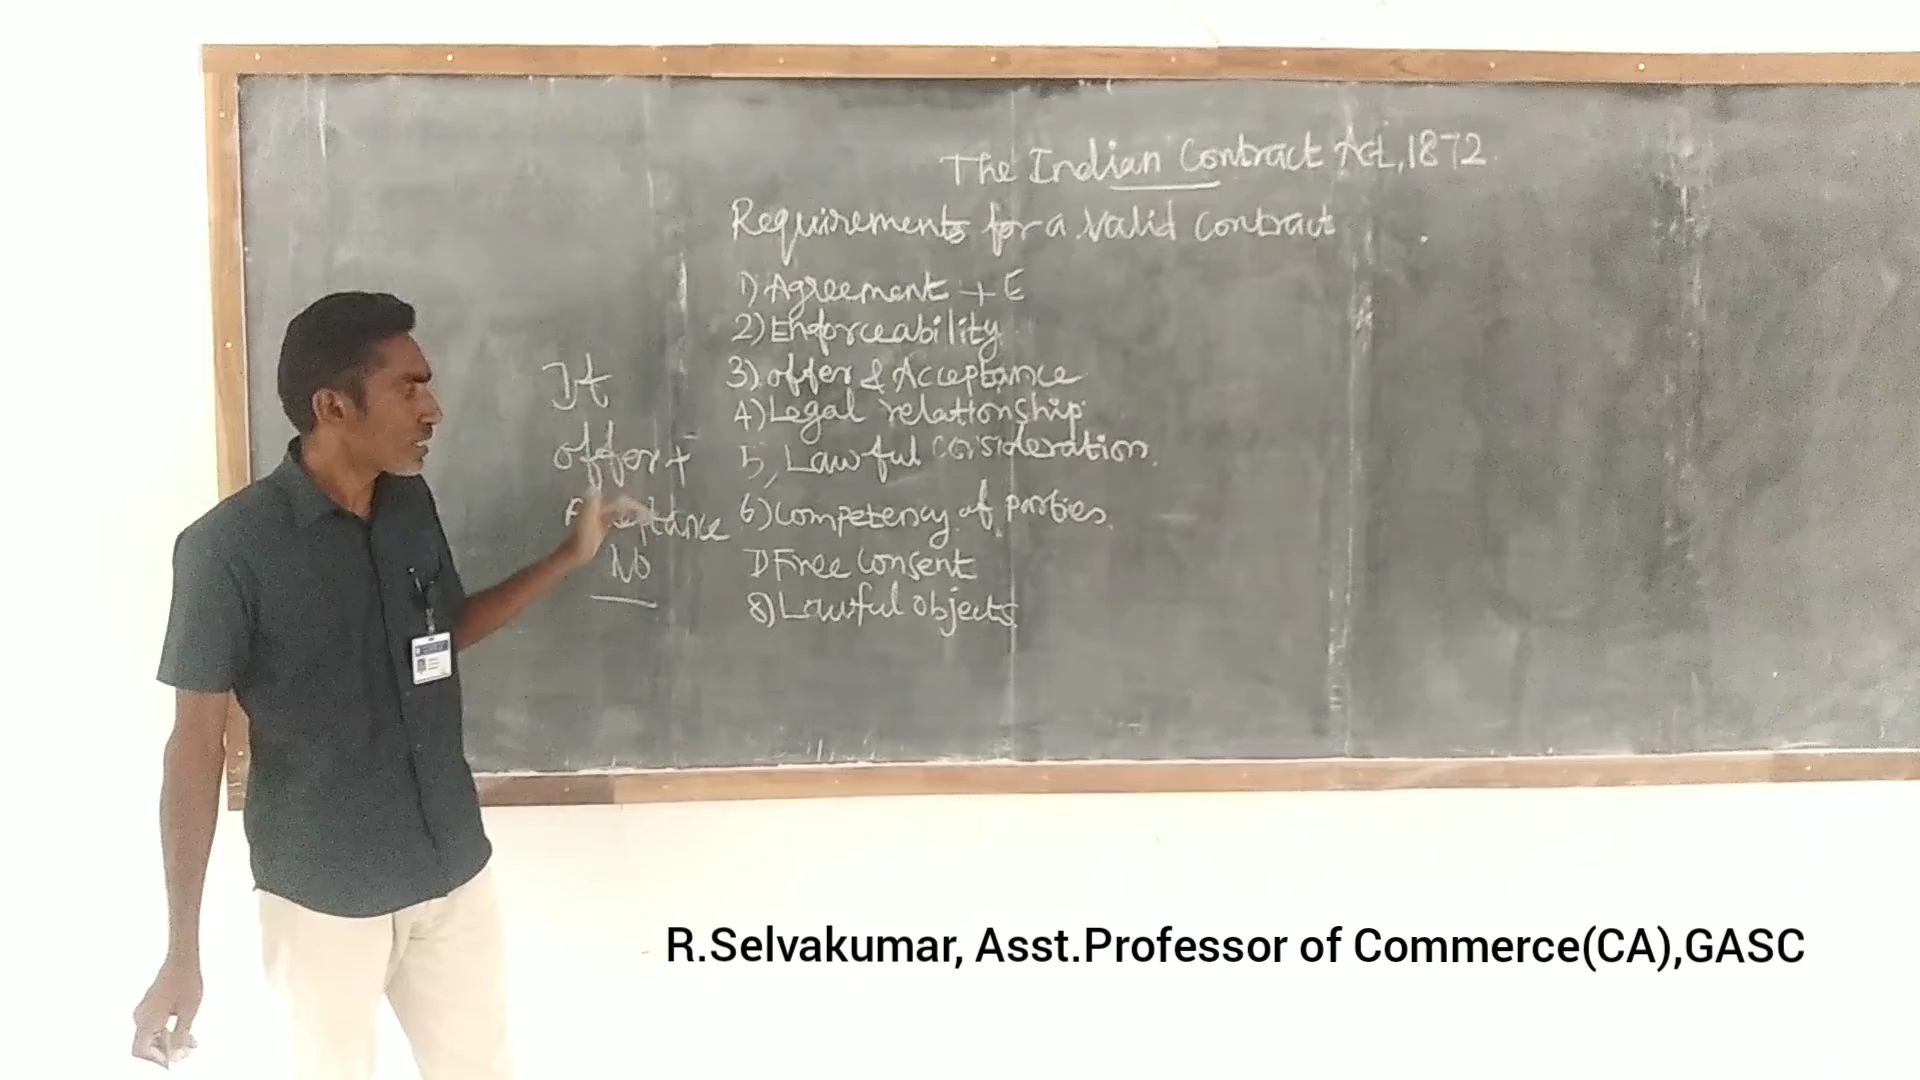 The Indian Contract Act, 1872.
Requirements for a valid contract
1) Agreement + E
2) Enforceability
3) offer & Acceptance
4) Legal relationship
5, Lawful consideration.
6) Competency of parties.
7) Free Consent
8) Lawful objects
It
offer +
No
R.Selvakumar, Asst.Professor of Commerce(CA),GASC